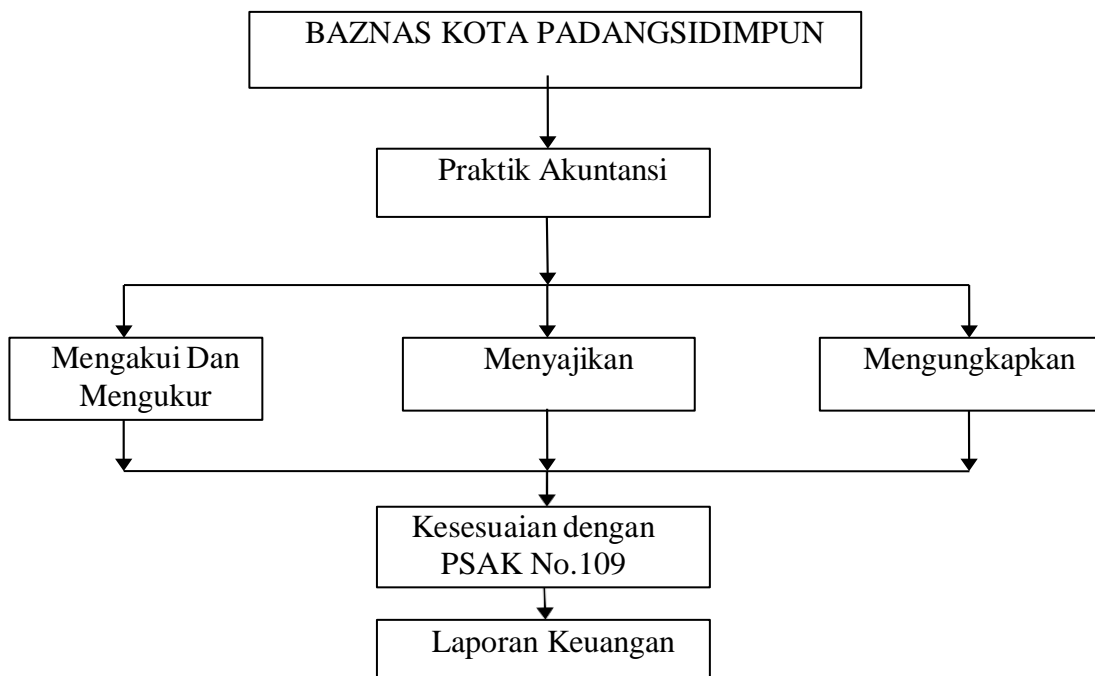 BAZNAS KOTA PADANGSIDIMPUN
Praktik Akuntansi
Mengakui Dan
Mengukur
Menyajikan
Mengungkapkan
Kesesuaian dengan
PSAK No.109
Laporan Keuangan